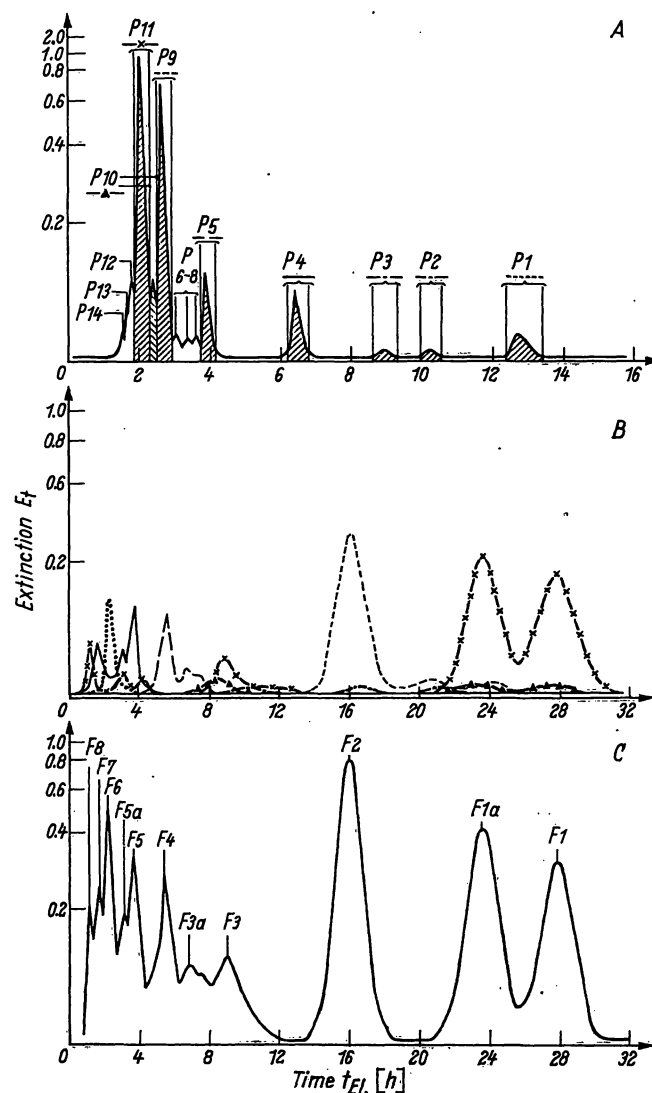 A
P11
P9
2.0
1.0
0.8
0.6
0.4
0.2
P10
P12
P13
P14
P
6-8
P5
P4
P3
P2
P1
0 2 4 6 8 10 12 14 16
B
Extinction Et
1.0
0.8
0.6
0.4
0.2
0 4 8 12 16 20 24 28 32
C
1.0
0.8
0.4
0.2
F8
F7
F6
F5a
F5
F4
F3a
F3
F2
F1a
F1
0 4 8 12 16 20 24 28 32
Time tEl. [h]